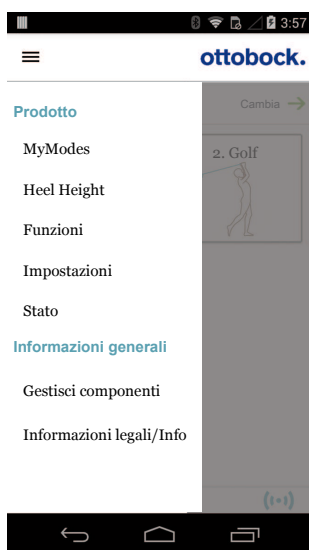 3:57
ottobock.
Prodotto
Cambia
MyModes
2. Golf
Heel Height
Funzioni
Impostazioni
Stato
Informazioni generali
Gestisci componenti
Informazioni legali/Info